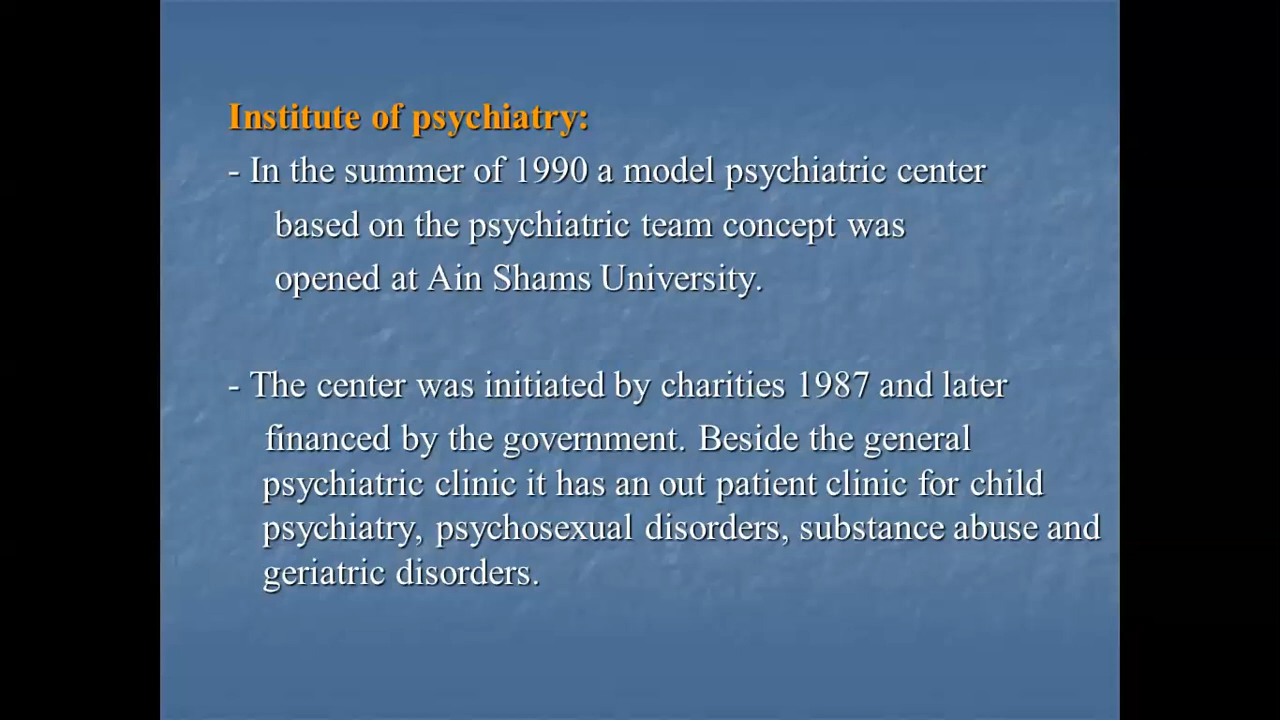 Institute of psychiatry:
- In the summer of 1990 a model psychiatric center
based on the psychiatric team concept was
opened at Ain Shams University.
- The center was initiated by charities 1987 and later
financed by the government. Beside the general
psychiatric clinic it has an out patient clinic for child
psychiatry, psychosexual disorders, substance abuse and
geriatric disorders.